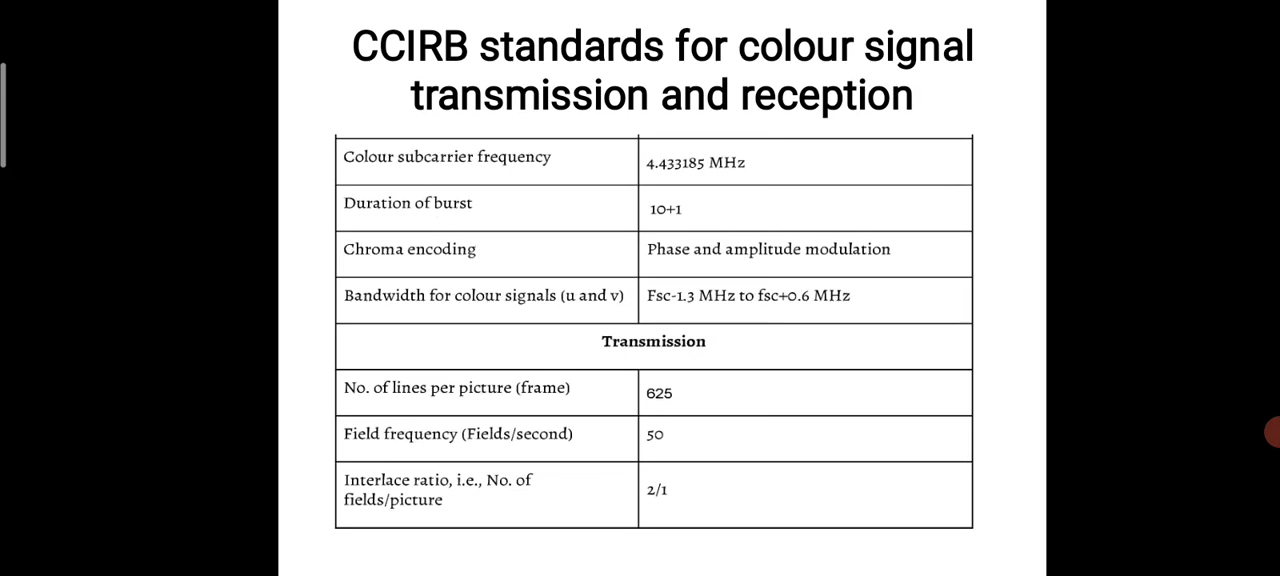 CCIRB standards for colour signal
transmission and reception
Colour subcarrier frequency
4.433185 MHz
Duration of burst
10+1
Chroma encoding
Phase and amplitude modulation
Bandwidth for colour signals (u and v)
Fsc-1.3 MHz to fsc+0.6 MHz
Transmission
No. of lines per picture (frame)
625
Field frequency (Fields/second)
50
Interlace ratio, i.e., No. of
fields/picture
2/1